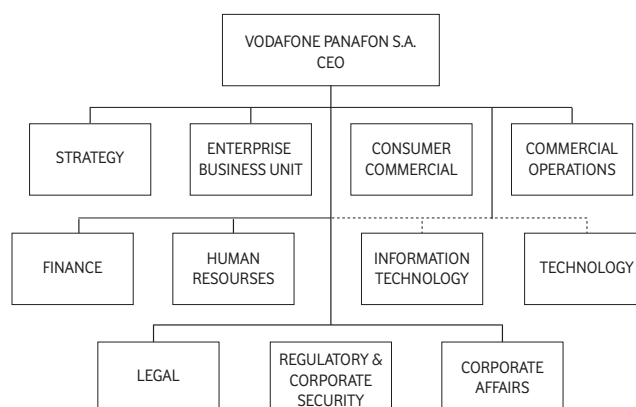 VODAFONE PANAFON S.A.
CEO
STRATEGY
ENTERPRISE
BUSINESS UNIT
CONSUMER
COMMERCIAL
COMMERCIAL
OPERATIONS
FINANCE
HUMAN
RESOURSES
INFORMATION
TECHNOLOGY
TECHNOLOGY
LEGAL
REGULATORY &
CORPORATE
SECURITY
CORPORATE
AFFAIRS